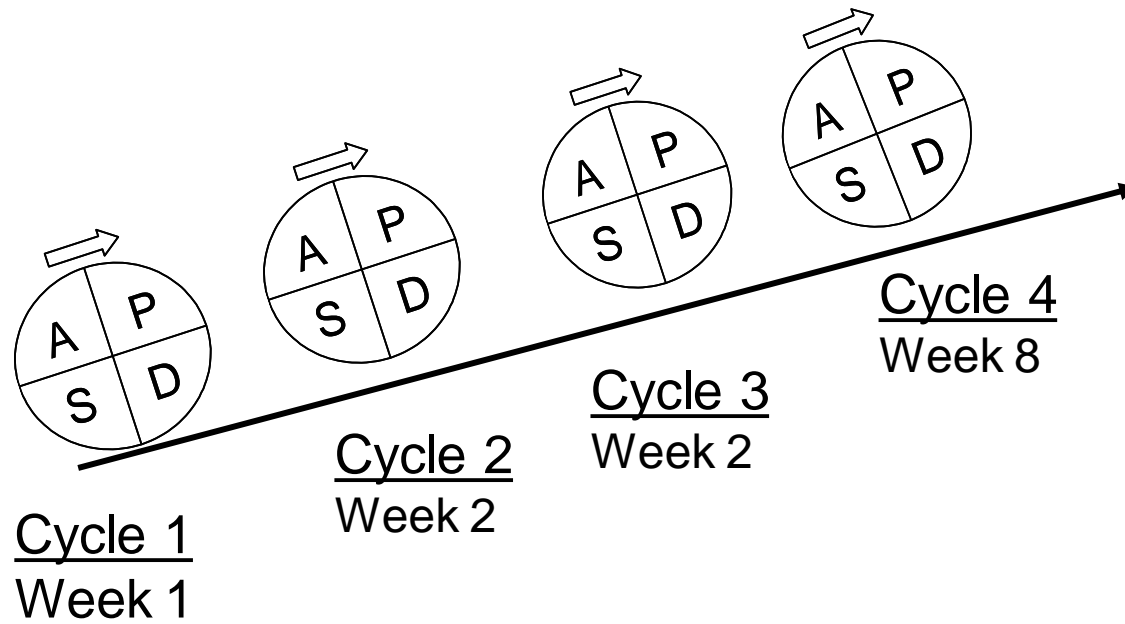 A P
S D
A P
S D
A P
S D
A P
S D
Cycle 1
Week 1
Cycle 2
Week 2
Cycle 3
Week 2
Cycle 4
Week 8